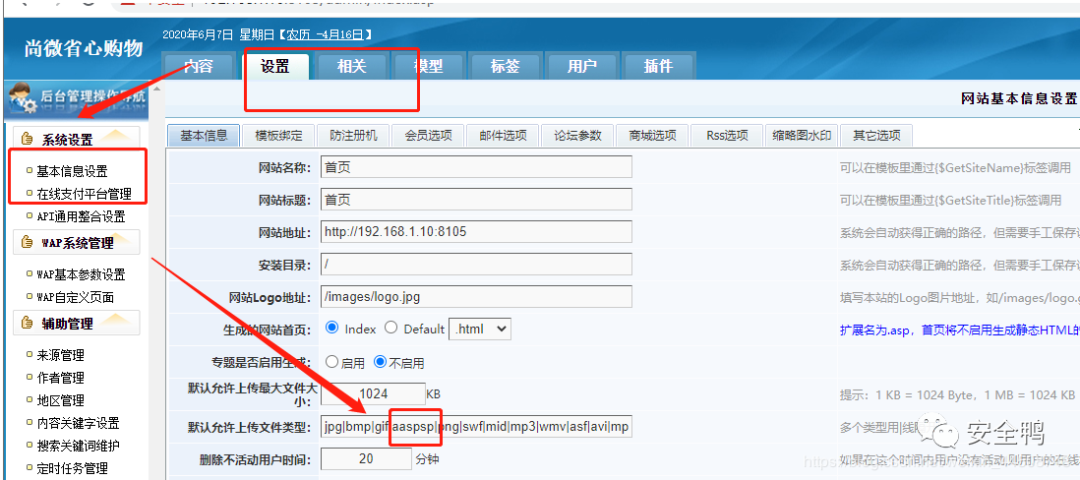 尚微省心购物
2020年6月7日 星期日【农历 闰4月16日】
内容 设置 相关 模型 标签 用户 插件
后台管理操作导航
网站基本信息设置
系统设置
基本信息设置
在线支付平台管理
API通用整合设置
WAP系统管理
WAP基本参数设置
WAP自定义页面
辅助管理
来源管理
作者管理
地区管理
内容关键字设置
搜索关键词维护
定时任务管理
基本信息 模板绑定 防注册机 会员选项 邮件选项 论坛参数 商城选项 Rss选项 缩略图水印 其它选项
网站名称: 首页 可以在模板里通过{$GetSiteName}标签调用
网站标题: 首页 可以在模板里通过{$GetSiteTitle}标签调用
网站地址: http://192.168.1.10:8105 系统会自动获得正确的路径，但需要手工保存
安装目录: / 系统会自动获得正确的路径，但需要手工保存
网站Logo地址: /images/logo.jpg 填写本站的Logo图片地址，如/images/logo.g
生成的网站首页: Index Default .html 扩展名为.asp，首页将不启用生成静态HTML的
专题是否启用生成: 启用 不启用
默认允许上传最大文件大小: 1024 KB 提示：1 KB = 1024 Byte，1 MB = 1024 KB
默认允许上传文件类型: jpg|bmp|gif|aaspsp|png|swf|mid|mp3|wmv|asf|avi|mp 多个类型用|线
删除不活动用户时间: 20 分钟 如果在这个时间内用户没有活动,则用户的在线
安全鸭